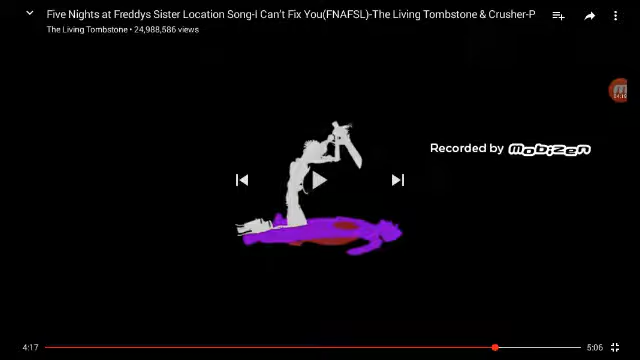 Five Nights at Freddys Sister Location Song-I Can't Fix You(FNAFSL)-The Living Tombstone & Crusher-P
The Living Tombstone • 24,988,586 views
Recorded by mobizen
4:17
5:06